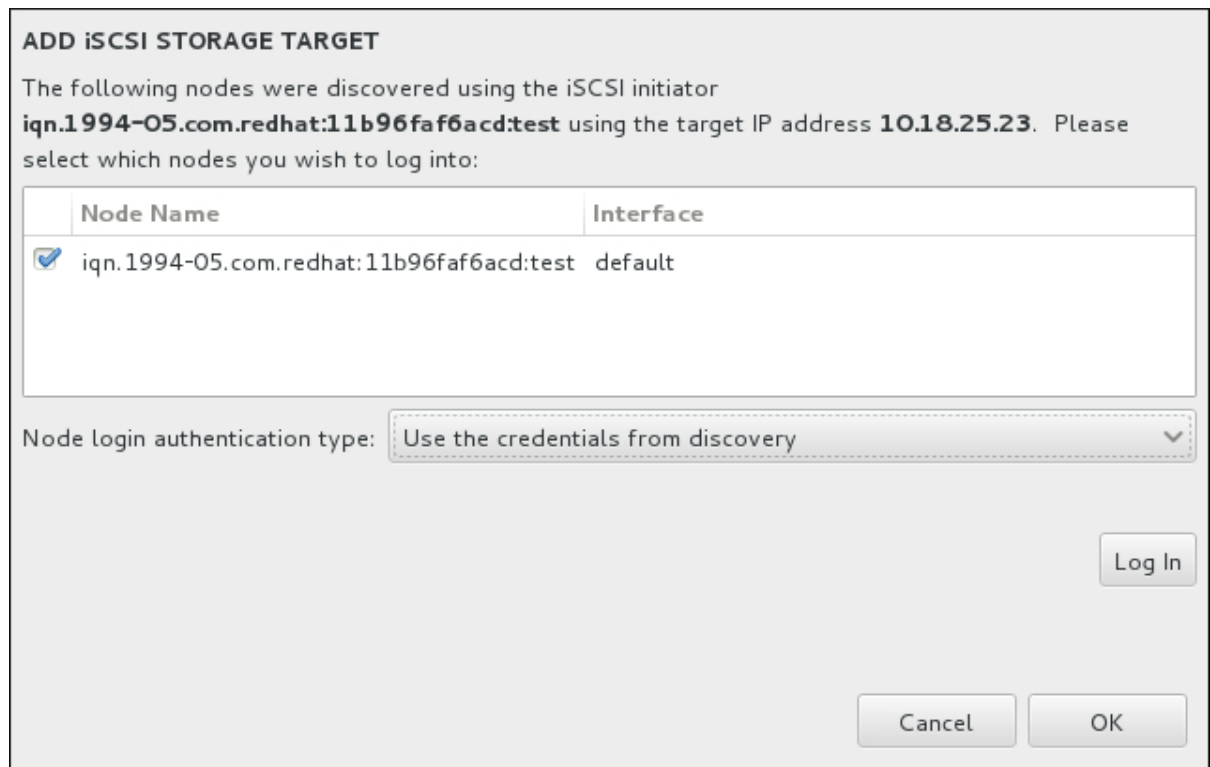 ADD iSCSI STORAGE TARGET
The following nodes were discovered using the iSCSI initiator
iqn.1994-05.com.redhat:11b96faf6acd:test using the target IP address 10.18.25.23.  Please
select which nodes you wish to log into:
Node Name Interface
iqn.1994-05.com.redhat:11b96faf6acd:test default
Node login authentication type: Use the credentials from discovery
Log In
Cancel OK